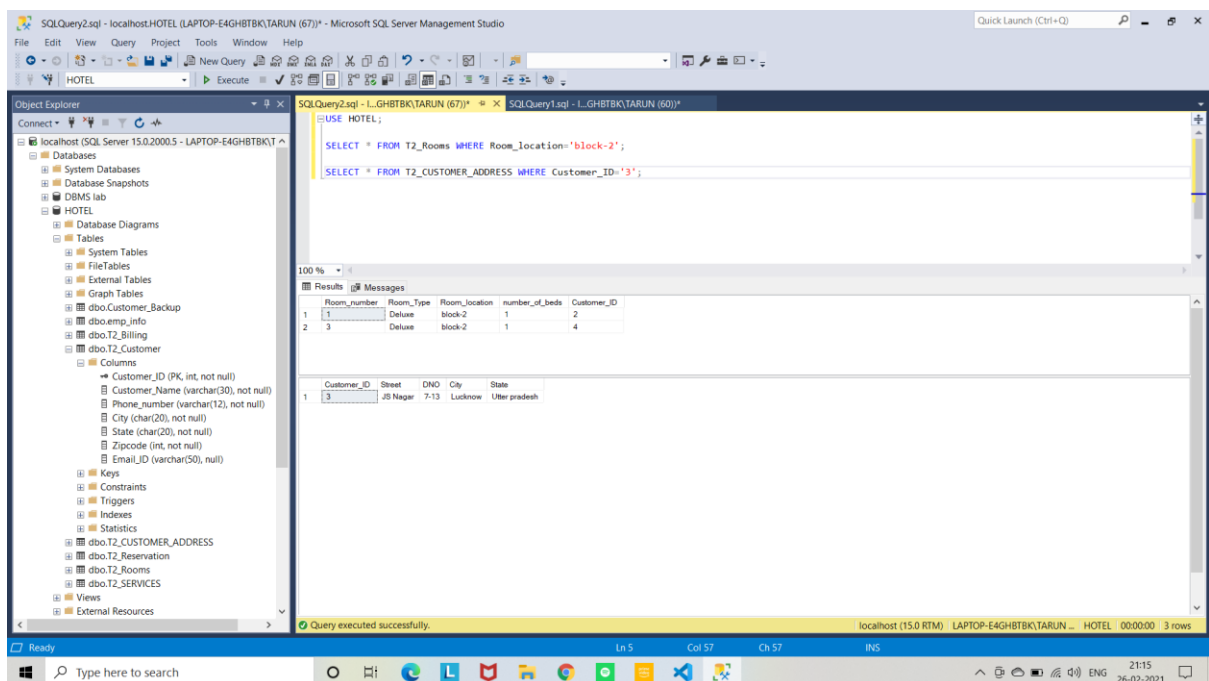 SQLQuery2.sql - localhost.HOTEL (LAPTOP-E4GHBTBK\TARUN (67))* - Microsoft SQL Server Management Studio
Quick Launch (Ctrl+Q)
File Edit View Query Project Tools Window Help
New Query
HOTEL
Execute
Object Explorer
Connect
localhost (SQL Server 15.0.2000.5 - LAPTOP-E4GHBTBK\T
Databases
System Databases
Database Snapshots
DBMS lab
HOTEL
Database Diagrams
Tables
System Tables
FileTables
External Tables
Graph Tables
dbo.Customer_Backup
dbo.emp_info
dbo.T2_Billing
dbo.T2_Customer
Columns
Customer_ID (PK, int, not null)
Customer_Name (varchar(30), not null)
Phone_number (varchar(12), not null)
City (char(20), not null)
State (char(20), not null)
Zipcode (int, not null)
Email_ID (varchar(50), null)
Keys
Constraints
Triggers
Indexes
Statistics
dbo.T2_CUSTOMER_ADDRESS
dbo.T2_Reservation
dbo.T2_Rooms
dbo.T2_SERVICES
Views
External Resources
SQLQuery2.sql - l...GHBTBK\TARUN (67))* SQLQuery1.sql - l...GHBTBK\TARUN (60))*
USE HOTEL;
SELECT * FROM T2_Rooms WHERE Room_location='block-2';
SELECT * FROM T2_CUSTOMER_ADDRESS WHERE Customer_ID='3';
100 %
Results Messages
Room_number Room_Type Room_location number_of_beds Customer_ID
1 1 Deluxe block-2 1 2
2 3 Deluxe block-2 1 4
Customer_ID Street DNO City State
1 3 JS Nagar 7-13 Lucknow Utter pradesh
Query executed successfully. localhost (15.0 RTM) LAPTOP-E4GHBTBK\TARUN ... HOTEL 00:00:00 3 rows
Ready Ln 5 Col 57 Ch 57 INS
Type here to search
ENG 21:15
26-02-2021